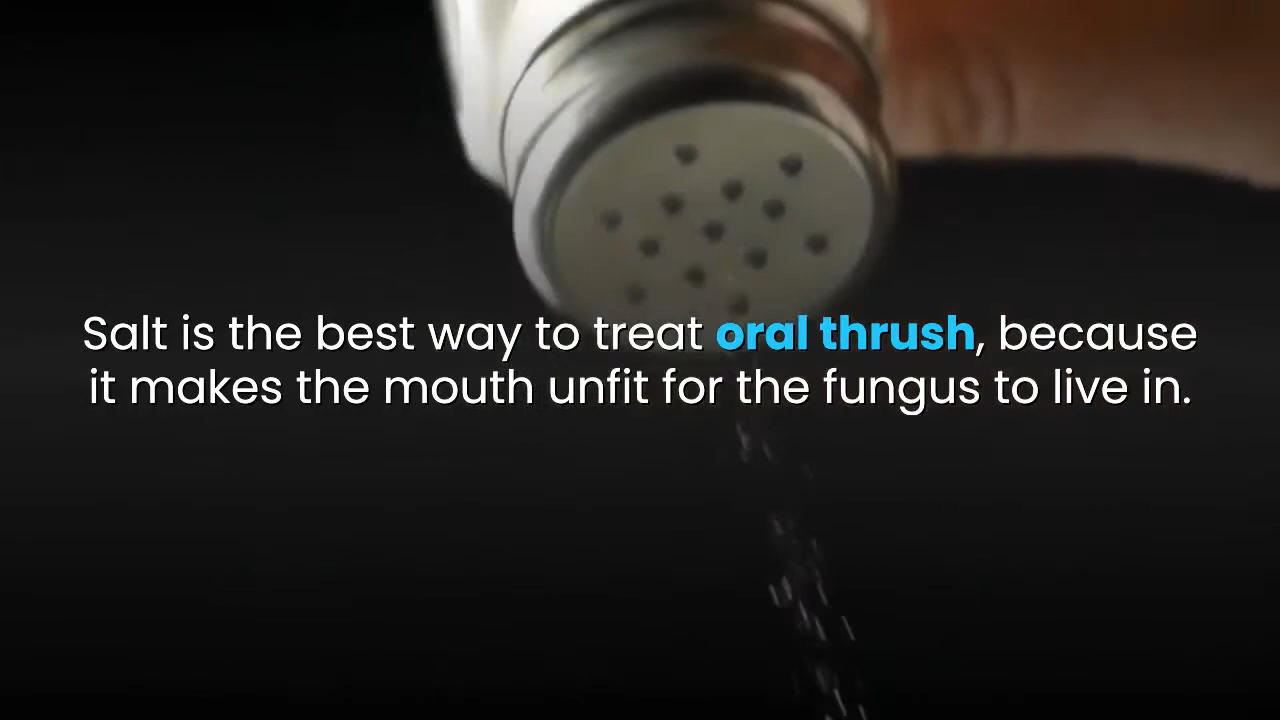 Salt is the best way to treat oral thrush, because
it makes the mouth unfit for the fungus to live in.